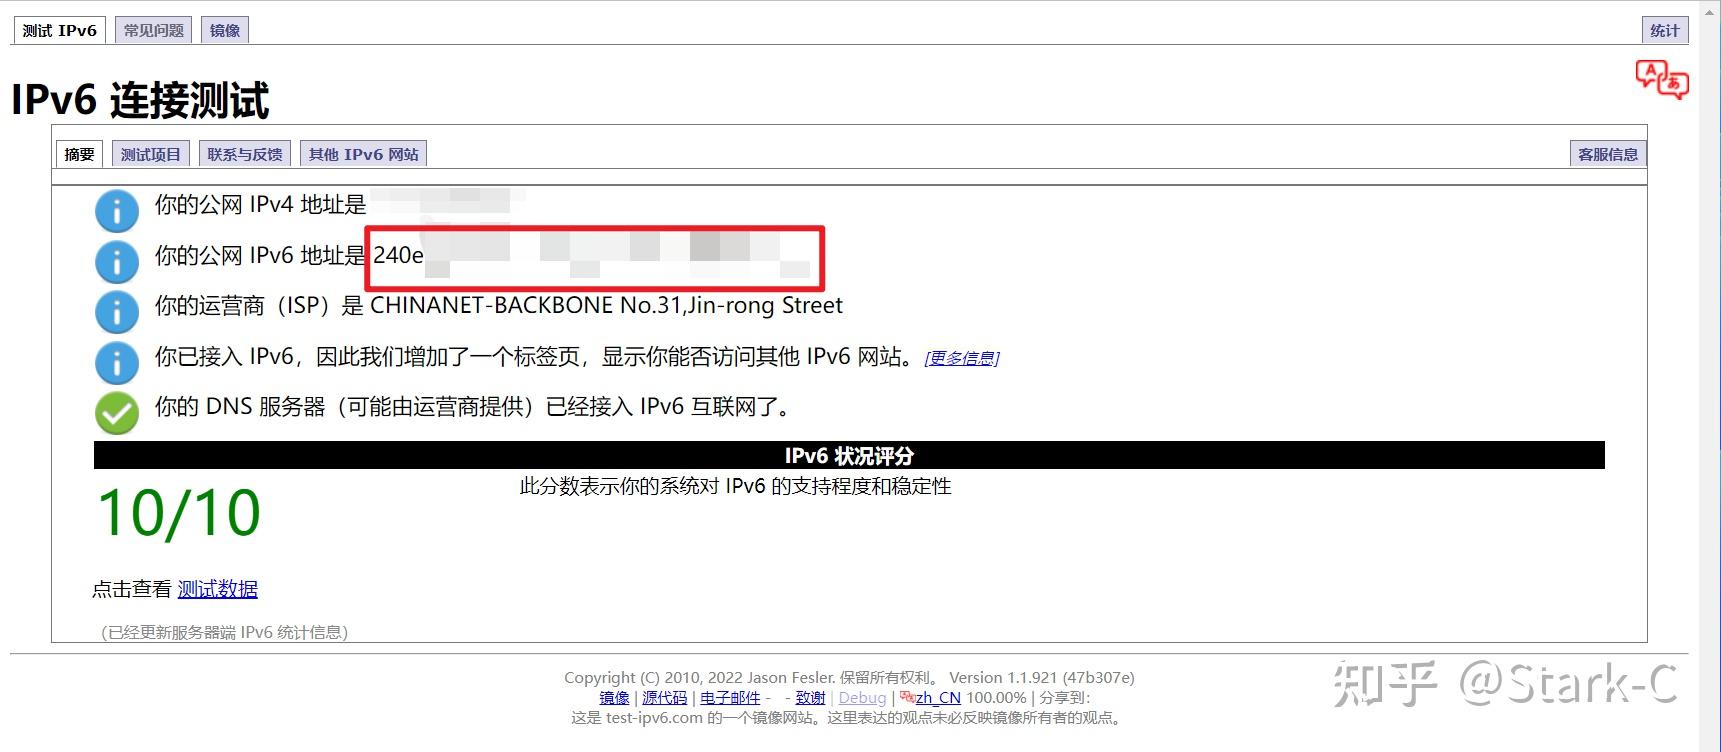 测试 IPv6 常见问题 镜像 统计
IPv6 连接测试
摘要 测试项目 联系与反馈 其他 IPv6 网站 客服信息
你的公网 IPv4 地址是
你的公网 IPv6 地址是 240e
你的运营商（ISP）是 CHINANET-BACKBONE No.31,Jin-rong Street
你已接入 IPv6，因此我们增加了一个标签页，显示你能否访问其他 IPv6 网站。 [更多信息]
你的 DNS 服务器（可能由运营商提供）已经接入 IPv6 互联网了。
IPv6 状况评分
此分数表示你的系统对 IPv6 的支持程度和稳定性
10/10
点击查看 测试数据
（已经更新服务器端 IPv6 统计信息）
Copyright (C) 2010, 2022 Jason Fesler. 保留所有权利。 Version 1.1.921 (47b307e)
镜像 | 源代码 | 电子邮件 - - 致谢 | Debug | zh_CN 100.00% | 分享到:
这是 test-ipv6.com 的一个镜像网站。这里表达的观点未必反映镜像所有者的观点。
知乎 @Stark-C